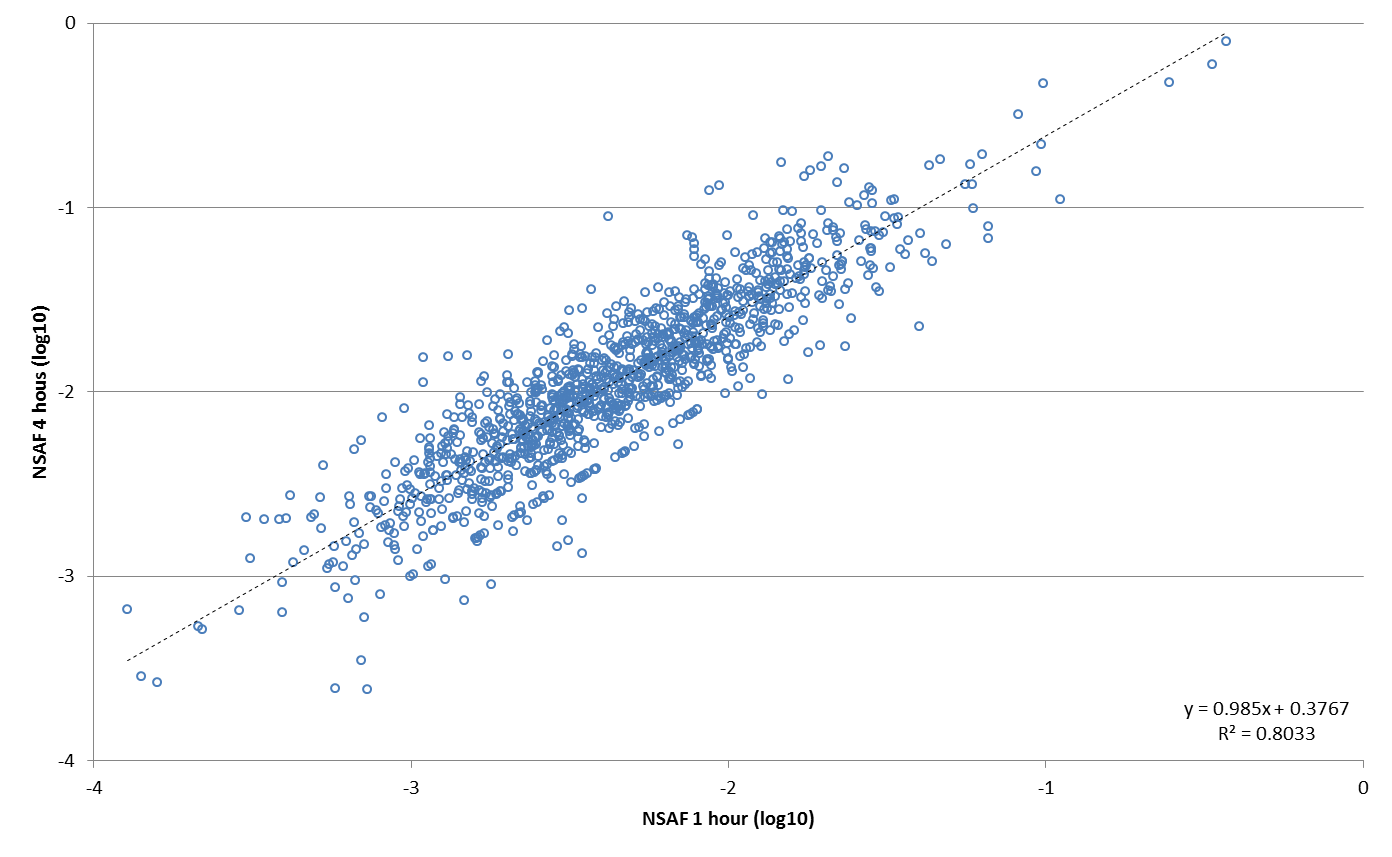 0
-1
-2
-3
-4
NSAF 4 hous (log10)
y = 0.985x + 0.3767
R² = 0.8033
-4 -3 -2 -1 0
NSAF 1 hour (log10)